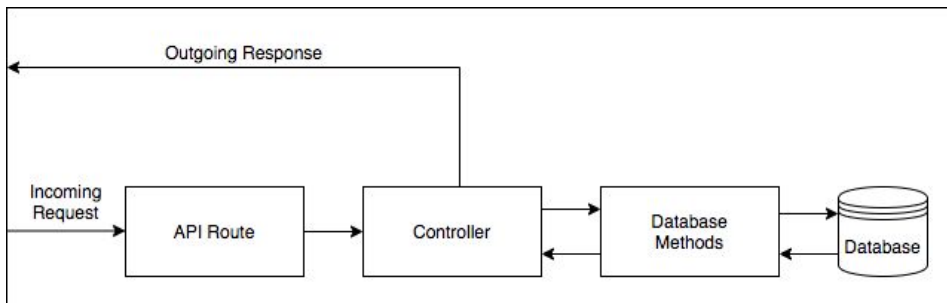 Outgoing Response
Incoming
Request
API Route
Controller
Database
Methods
Database